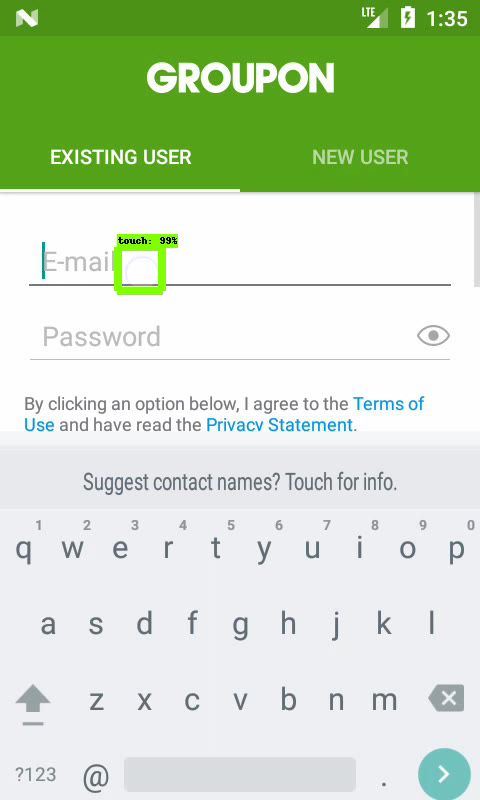 LTE 1:35
GROUPON
EXISTING USER NEW USER
touch: 99%
E-mail
Password
By clicking an option below, I agree to the Terms of
Use and have read the Privacy Statement.
Suggest contact names? Touch for info.
1 2 3 4 5 6 7 8 9 0
q w e r t y u i o p
a s d f g h j k l
z x c v b n m
?123 @ .